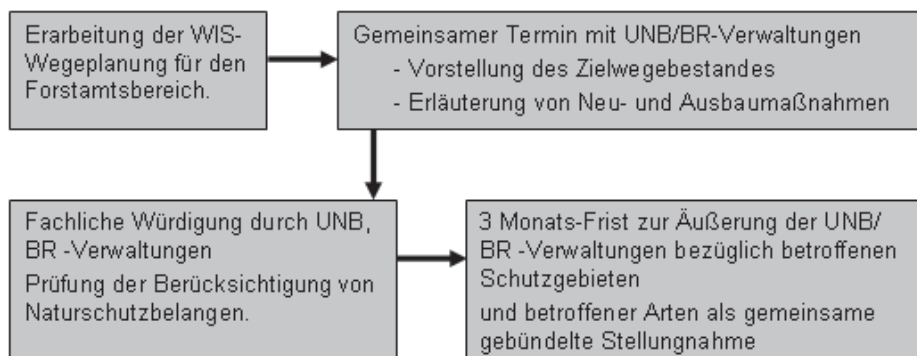 Erarbeitung der WIS-
Wegeplanung für den
Forstamtsbereich.
Gemeinsamer Termin mit UNB/BR-Verwaltungen
- Vorstellung des Zielwegebestandes
- Erläuterung von Neu- und Ausbaumaßnahmen
Fachliche Würdigung durch UNB,
BR -Verwaltungen
Prüfung der Berücksichtigung von
Naturschutzbelangen.
3 Monats-Frist zur Äußerung der UNB/
BR -Verwaltungen bezüglich betroffenen
Schutzgebieten
und betroffener Arten als gemeinsame
gebündelte Stellungnahme